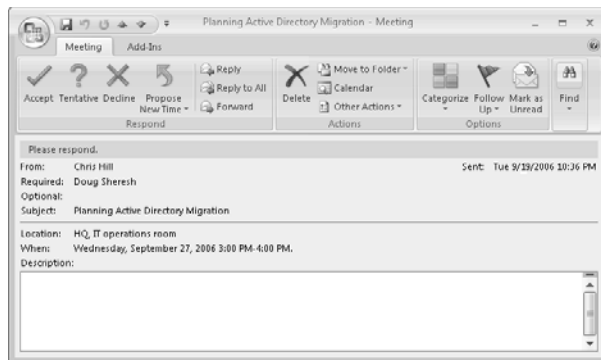 Planning Active Directory Migration - Meeting
Meeting Add-Ins
Accept Tentative Decline Propose New Time
Reply
Reply to All
Forward
Respond
Delete
Move to Folder
Calendar
Other Actions
Actions
Categorize Follow Up Mark as Unread
Options
Find
Please respond.
From: Chris Hill Sent: Tue 9/19/2006 10:36 PM
Required: Doug Sheresh
Optional:
Subject: Planning Active Directory Migration
Location: HQ, IT operations room
When: Wednesday, September 27, 2006 3:00 PM-4:00 PM.
Description: